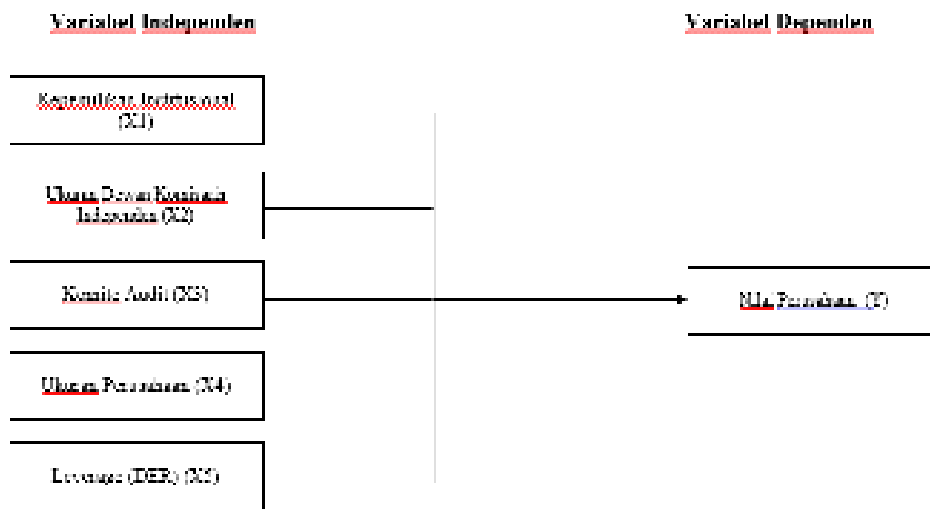 Variabel Independen
Variabel Dependen
Kepemilikan Institusional
(X1)
Ukuran Dewan Komisaris
Independen (X2)
Komite Audit (X3)
Nilai Perusahaan (Y)
Ukuran Perusahaan (X4)
Leverage (DER) (X5)